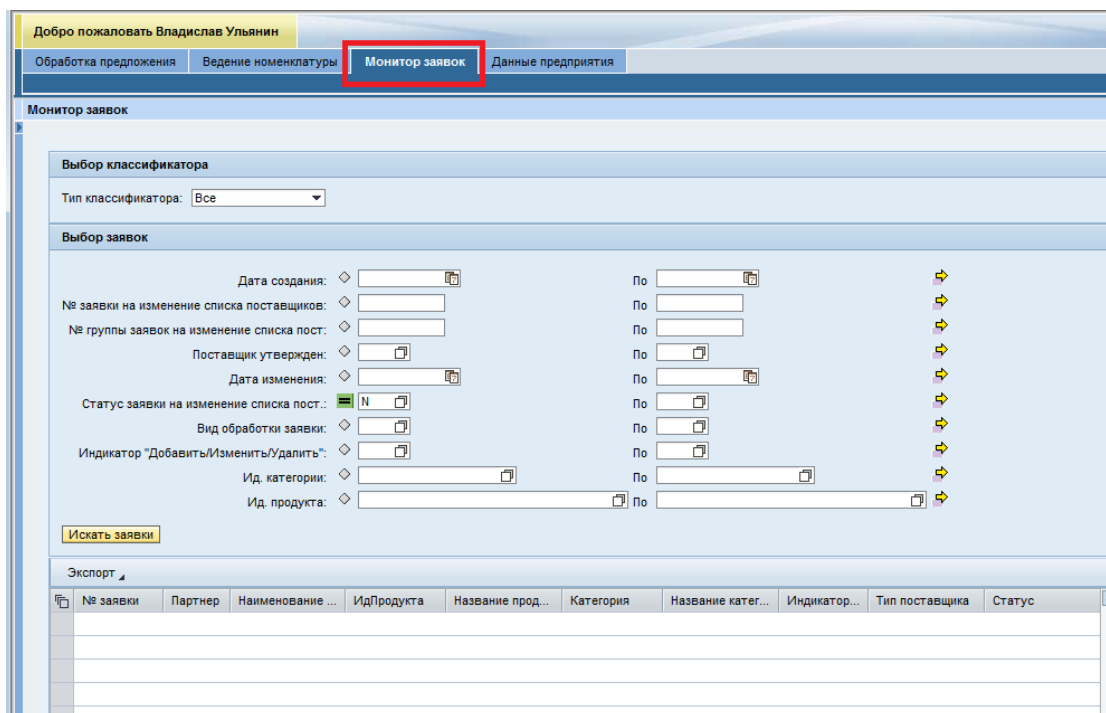 Добро пожаловать Владислав Ульянин
Обработка предложения Ведение номенклатуры Монитор заявок Данные предприятия
Монитор заявок
Выбор классификатора
Тип классификатора: Все
Выбор заявок
Дата создания: По
№ заявки на изменение списка поставщиков: По
№ группы заявок на изменение списка пост: По
Поставщик утвержден: По
Дата изменения: По
Статус заявки на изменение списка пост.: N По
Вид обработки заявки: По
Индикатор "Добавить/Изменить/Удалить": По
Ид. категории: По
Ид. продукта: По
Искать заявки
Экспорт
№ заявки Партнер Наименование ... ИдПродукта Название прод... Категория Название катег... Индикатор... Тип поставщика Статус